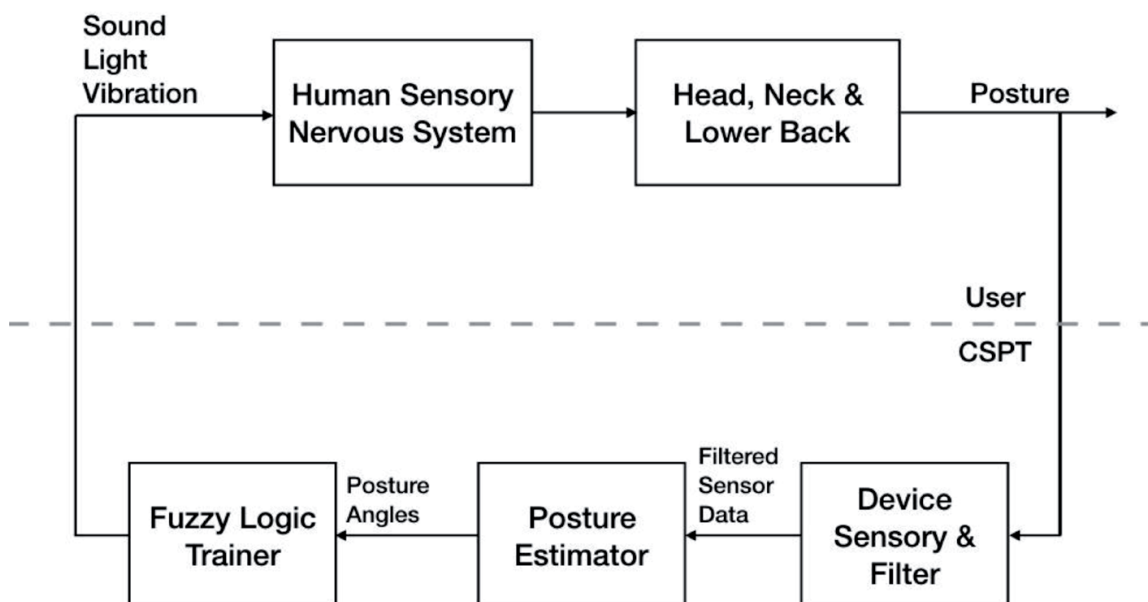 Sound
Light
Vibration
Human Sensory
Nervous System
Head, Neck &
Lower Back
Posture
User
CSPT
Fuzzy Logic
Trainer
Posture
Angles
Posture
Estimator
Filtered
Sensor
Data
Device
Sensory &
Filter